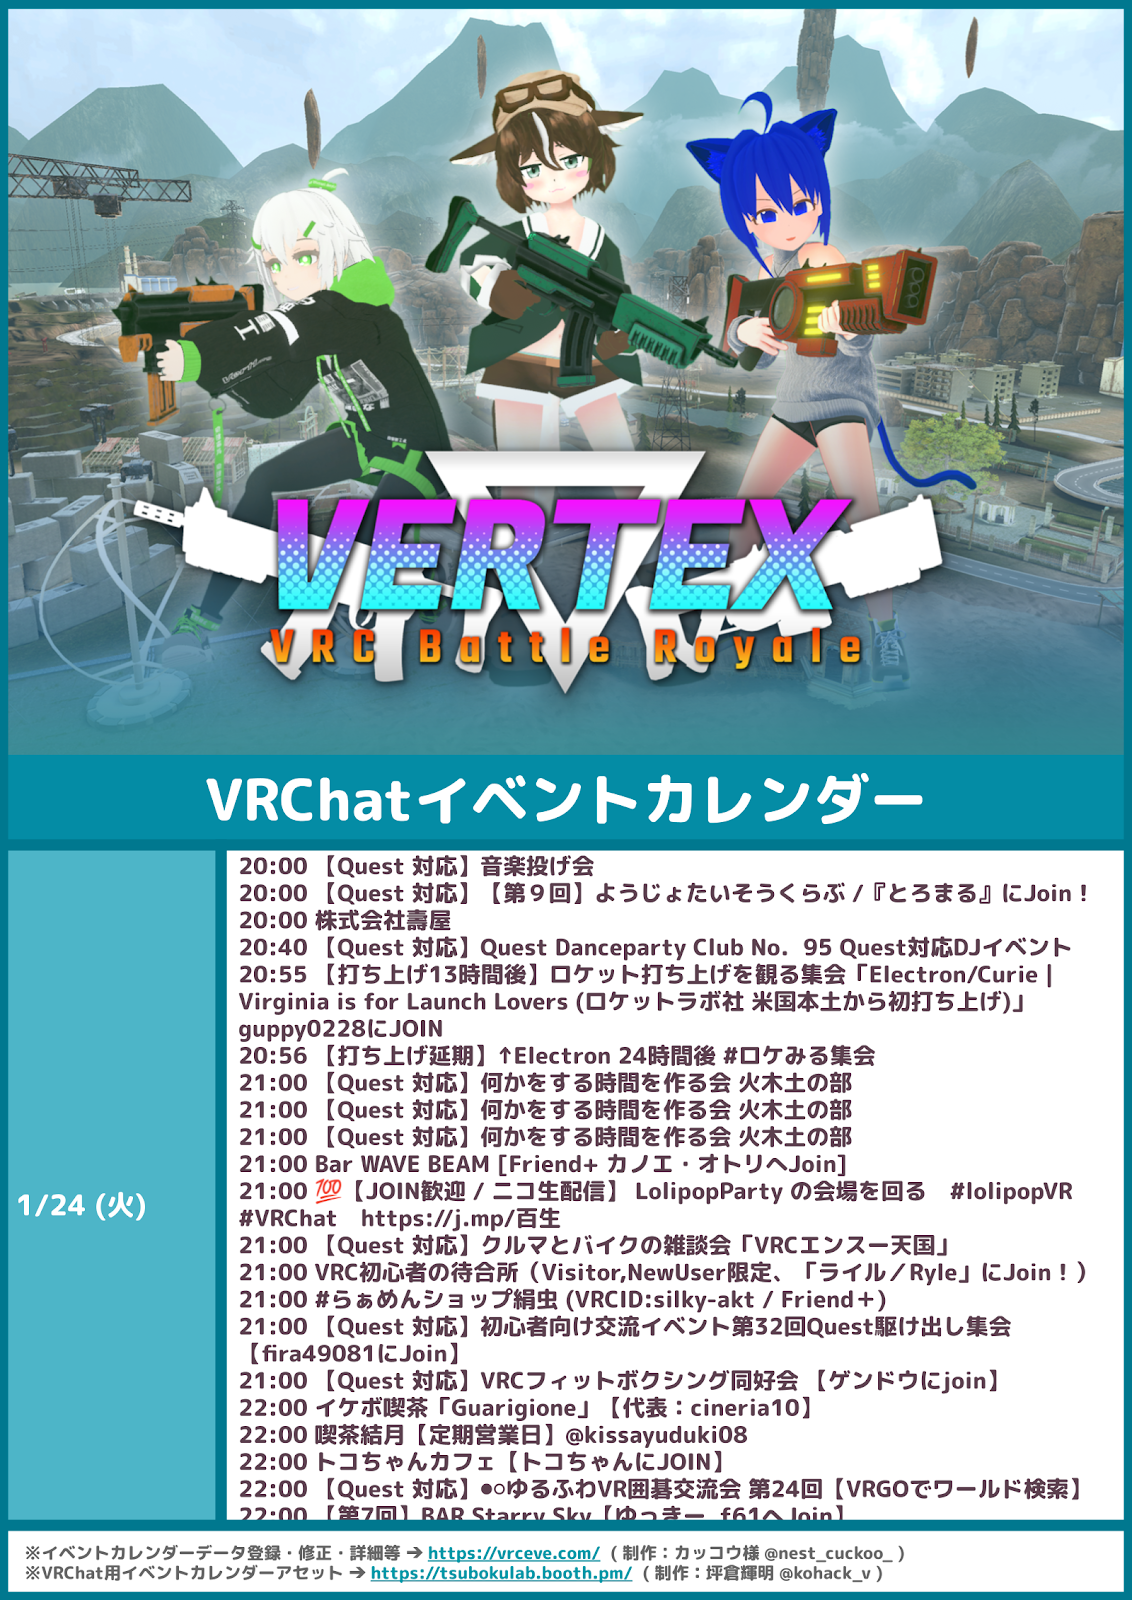 VERTEX
VRC Battle Royale
VRChatイベントカレンダー
1/24 (火)
20:00 【Quest 対応】音楽投げ会
20:00 【Quest 対応】【第９回】ようじょたいそうくらぶ /『とろまる』にJoin！
20:00 株式会社壽屋
20:40 【Quest 対応】Quest Danceparty Club No．95 Quest対応DJイベント
20:55 【打ち上げ13時間後】ロケット打ち上げを観る集会「Electron/Curie |
Virginia is for Launch Lovers (ロケットラボ社 米国本土から初打ち上げ)」
guppy0228にJOIN
20:56 【打ち上げ延期】↑Electron 24時間後 #ロケみる集会
21:00 【Quest 対応】何かをする時間を作る会 火木土の部
21:00 【Quest 対応】何かをする時間を作る会 火木土の部
21:00 【Quest 対応】何かをする時間を作る会 火木土の部
21:00 Bar WAVE BEAM [Friend+ カノエ・オトリへJoin]
21:00 💯【JOIN歓迎 / ニコ生配信】 LolipopParty の会場を回る　#lolipopVR
#VRChat　https://j.mp/百生
21:00 【Quest 対応】クルマとバイクの雑談会「VRCエンスー天国」
21:00 VRC初心者の待合所（Visitor,NewUser限定、「ライル／Ryle」にJoin！）
21:00 #らぁめんショップ絹虫 (VRCID:silky-akt / Friend＋)
21:00 【Quest 対応】初心者向け交流イベント第32回Quest駆け出し集会
【fira49081にJoin】
21:00 【Quest 対応】VRCフィットボクシング同好会 【ゲンドウにjoin】
22:00 イケボ喫茶「Guarigione」【代表：cineria10】
22:00 喫茶結月【定期営業日】@kissayuduki08
22:00 トコちゃんカフェ【トコちゃんにJOIN】
22:00 【Quest 対応】●○ゆるふわVR囲碁交流会 第24回【VRGOでワールド検索】
22:00 【第7回】BAR Starry Sky【ゆっきー_f61へJoin】
※イベントカレンダーデータ登録・修正・詳細等 ➔ https://vrceve.com/ （ 制作：カッコウ様 @nest_cuckoo_ ）
※VRChat用イベントカレンダーアセット ➔ https://tsubokulab.booth.pm/ （ 制作：坪倉輝明 @kohack_v ）